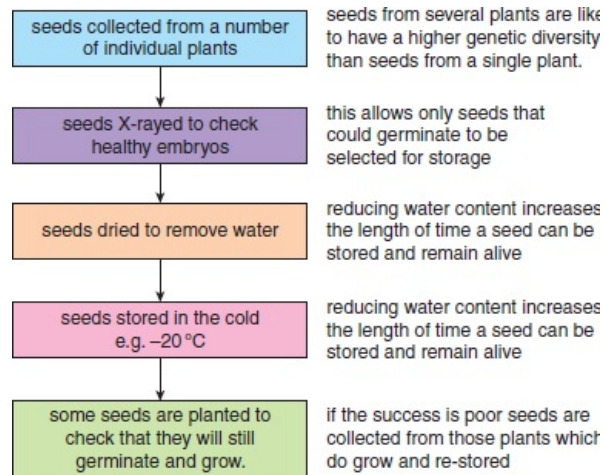 seeds collected from a number
of individual plants
seeds from several plants are like
to have a higher genetic diversity
than seeds from a single plant.
seeds X-rayed to check
healthy embryos
this allows only seeds that
could germinate to be
selected for storage
seeds dried to remove water
reducing water content increases
the length of time a seed can be
stored and remain alive
seeds stored in the cold
e.g. –20 °C
reducing water content increases
the length of time a seed can be
stored and remain alive
some seeds are planted to
check that they will still
germinate and grow.
if the success is poor seeds are
collected from those plants which
do grow and re-stored